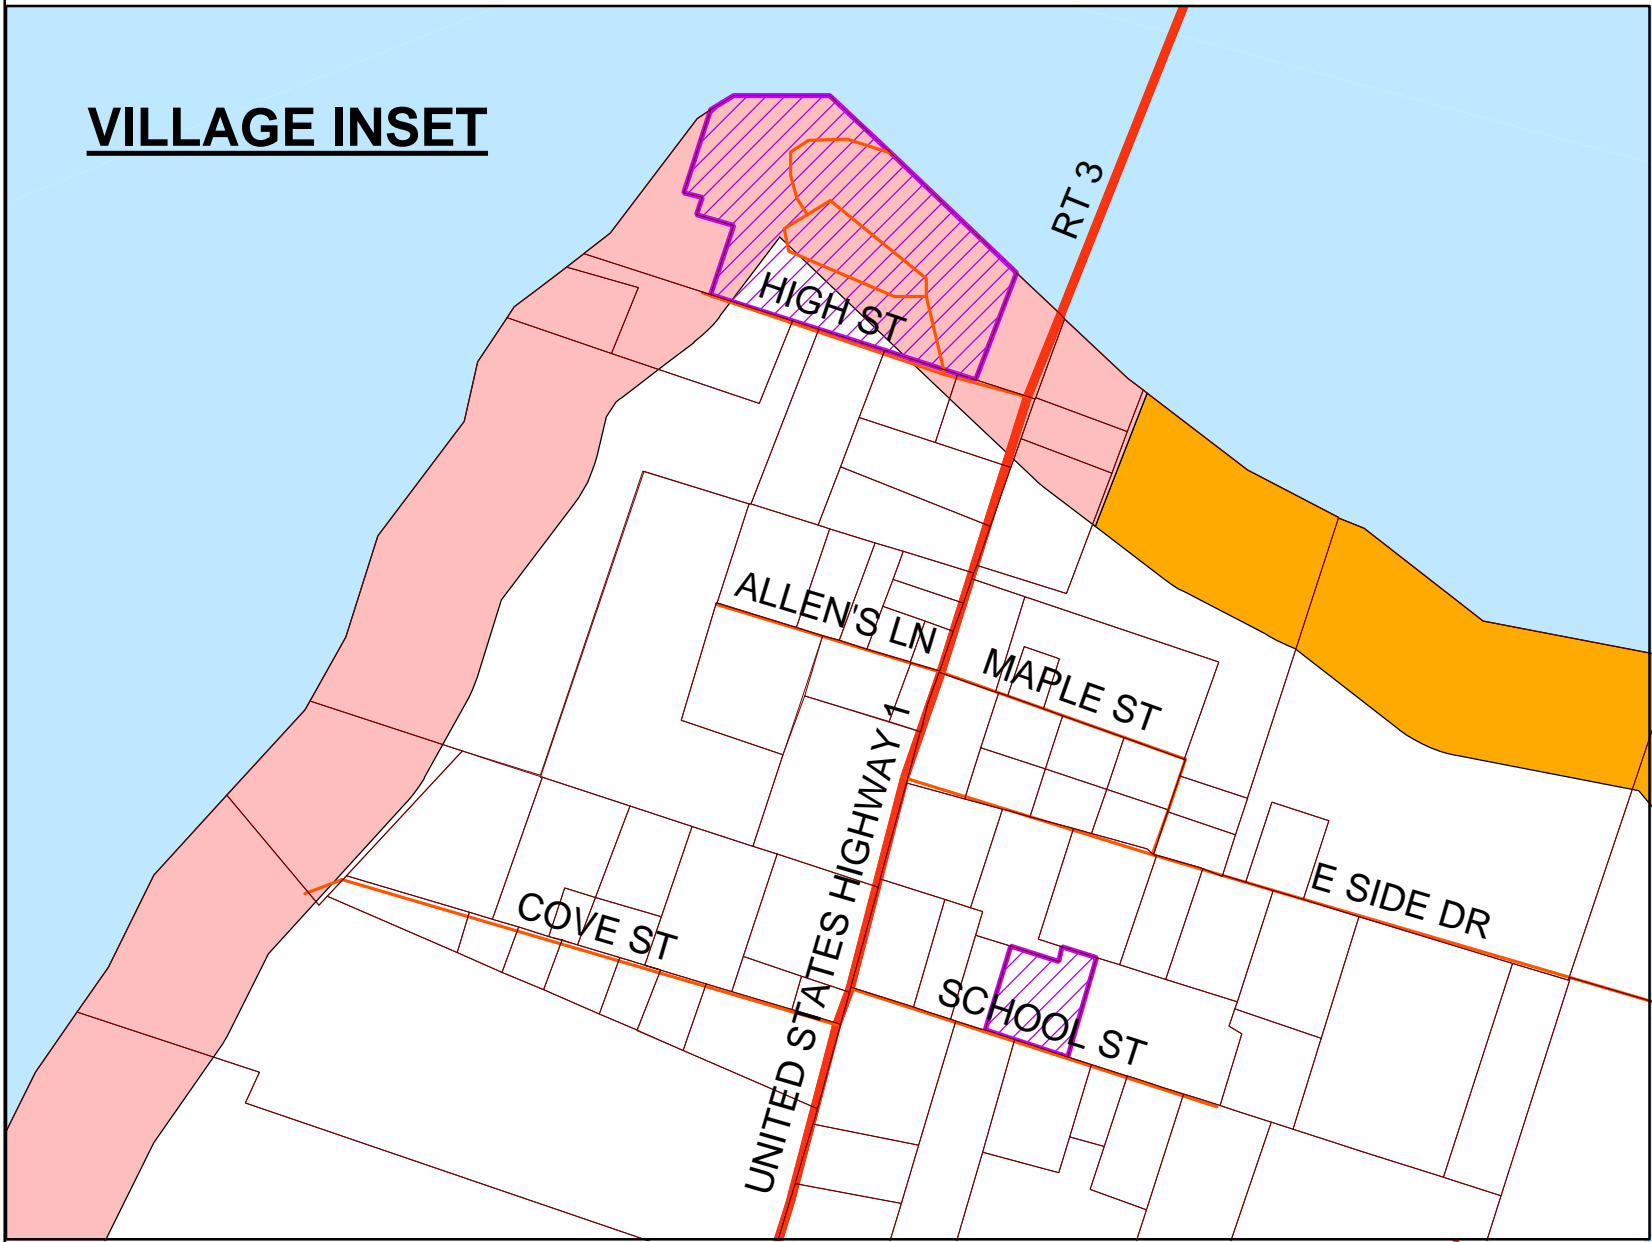 VILLAGE INSET
RT 3
HIGH ST
ALLEN'S LN
MAPLE ST
UNITED STATES HIGHWAY 1
E SIDE DR
COVE ST
SCHOOL ST